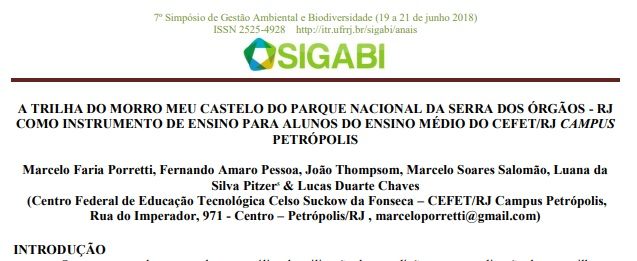 7º Simpósio de Gestão Ambiental e Biodiversidade (19 a 21 de junho 2018)
ISSN 2525-4928 http://itr.ufrrj.br/sigabi/anais
SIGABI
A TRILHA DO MORRO MEU CASTELO DO PARQUE NACIONAL DA SERRA DOS ÓRGÃOS - RJ
COMO INSTRUMENTO DE ENSINO PARA ALUNOS DO ENSINO MÉDIO DO CEFET/RJ CAMPUS
PETRÓPOLIS
Marcelo Faria Porretti, Fernando Amaro Pessoa, João Thompsom, Marcelo Soares Salomão, Luana da
Silva Pitzerˢ & Lucas Duarte Chaves
(Centro Federal de Educação Tecnológica Celso Suckow da Fonseca – CEFET/RJ Campus Petrópolis,
Rua do Imperador, 971 - Centro – Petrópolis/RJ , marceloporretti@gmail.com)
INTRODUÇÃO